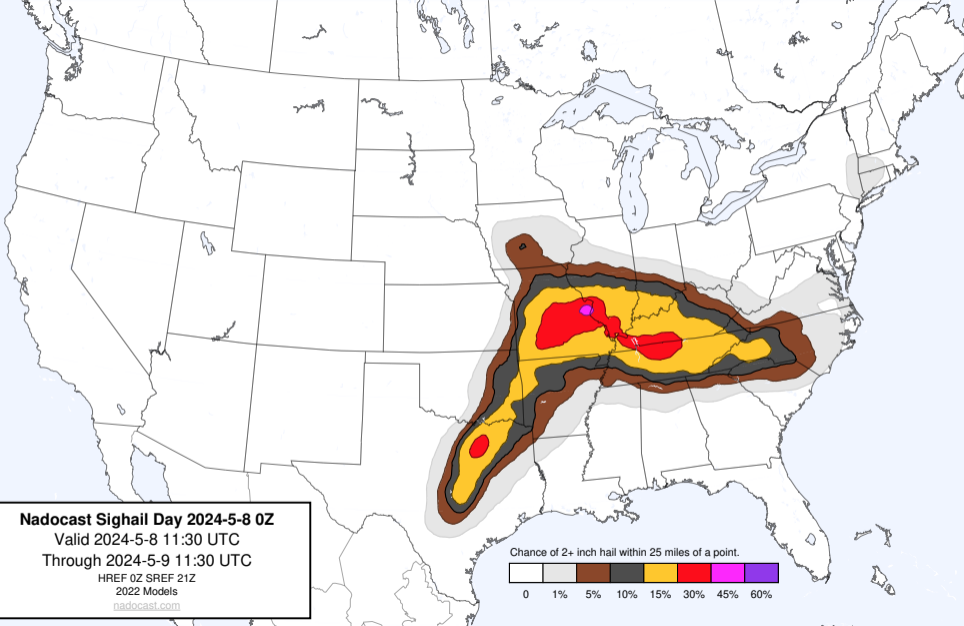 Nadocast Sighail Day 2024-5-8 0Z
Valid 2024-5-8 11:30 UTC
Through 2024-5-9 11:30 UTC
HREF 0Z SREF 21Z
2022 Models
nadocast.com
Chance of 2+ inch hail within 25 miles of a point.
0 1% 5% 10% 15% 30% 45% 60%